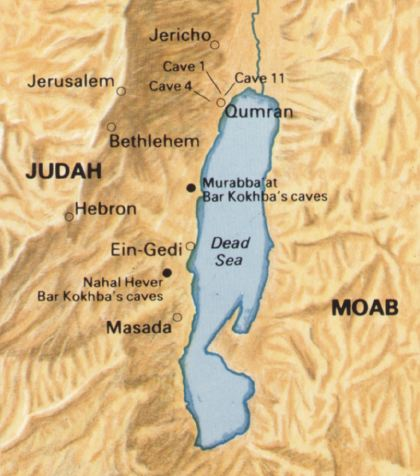 Jericho
Cave 1
Jerusalem
Cave 4
Cave 11
Qumran
Bethlehem
JUDAH
Murabba'at
Bar Kokhba's caves
Hebron
Ein-Gedi
Dead
Sea
Nahal Hever
Bar Kokhba's caves
MOAB
Masada